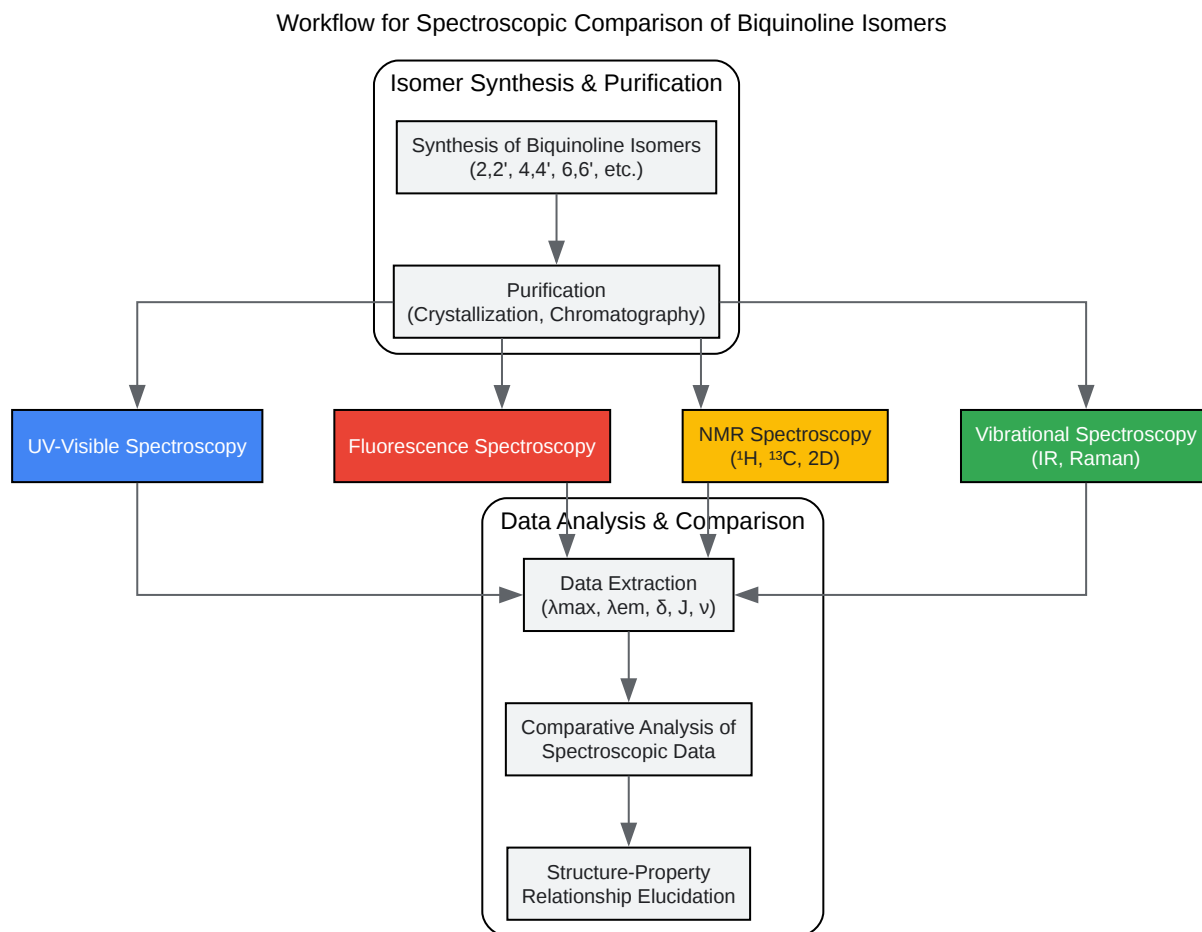 Workflow for Spectroscopic Comparison of Biquinoline Isomers
Isomer Synthesis & Purification
Synthesis of Biquinoline Isomers
(2,2', 4,4', 6,6', etc.)
Purification
(Crystallization, Chromatography)
UV-Visible Spectroscopy
Fluorescence Spectroscopy
NMR Spectroscopy
(¹H, ¹³C, 2D)
Vibrational Spectroscopy
(IR, Raman)
Data Analysis & Comparison
Data Extraction
(λmax, λem, δ, J, ν)
Comparative Analysis of
Spectroscopic Data
Structure-Property
Relationship Elucidation